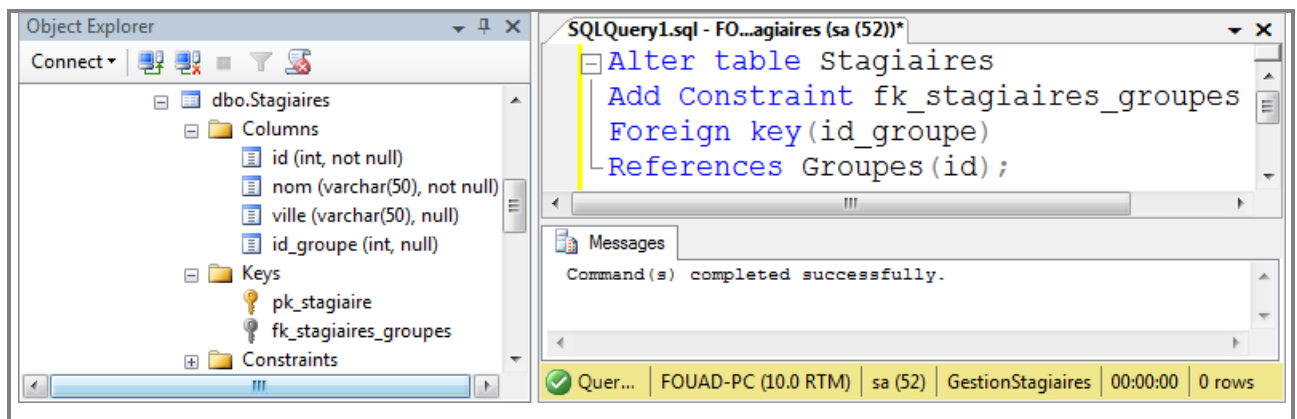 Object Explorer
Connect
dbo.Stagiaires
Columns
id (int, not null)
nom (varchar(50), not null)
ville (varchar(50), null)
id_groupe (int, null)
Keys
pk_stagiaire
fk_stagiaires_groupes
Constraints
SQLQuery1.sql - FO...agiaires (sa (52))*
Alter table Stagiaires
Add Constraint fk_stagiaires_groupes
Foreign key(id_groupe)
References Groupes(id);
Messages
Command(s) completed successfully.
Quer... FOUAD-PC (10.0 RTM) sa (52) GestionStagiaires 00:00:00 0 rows